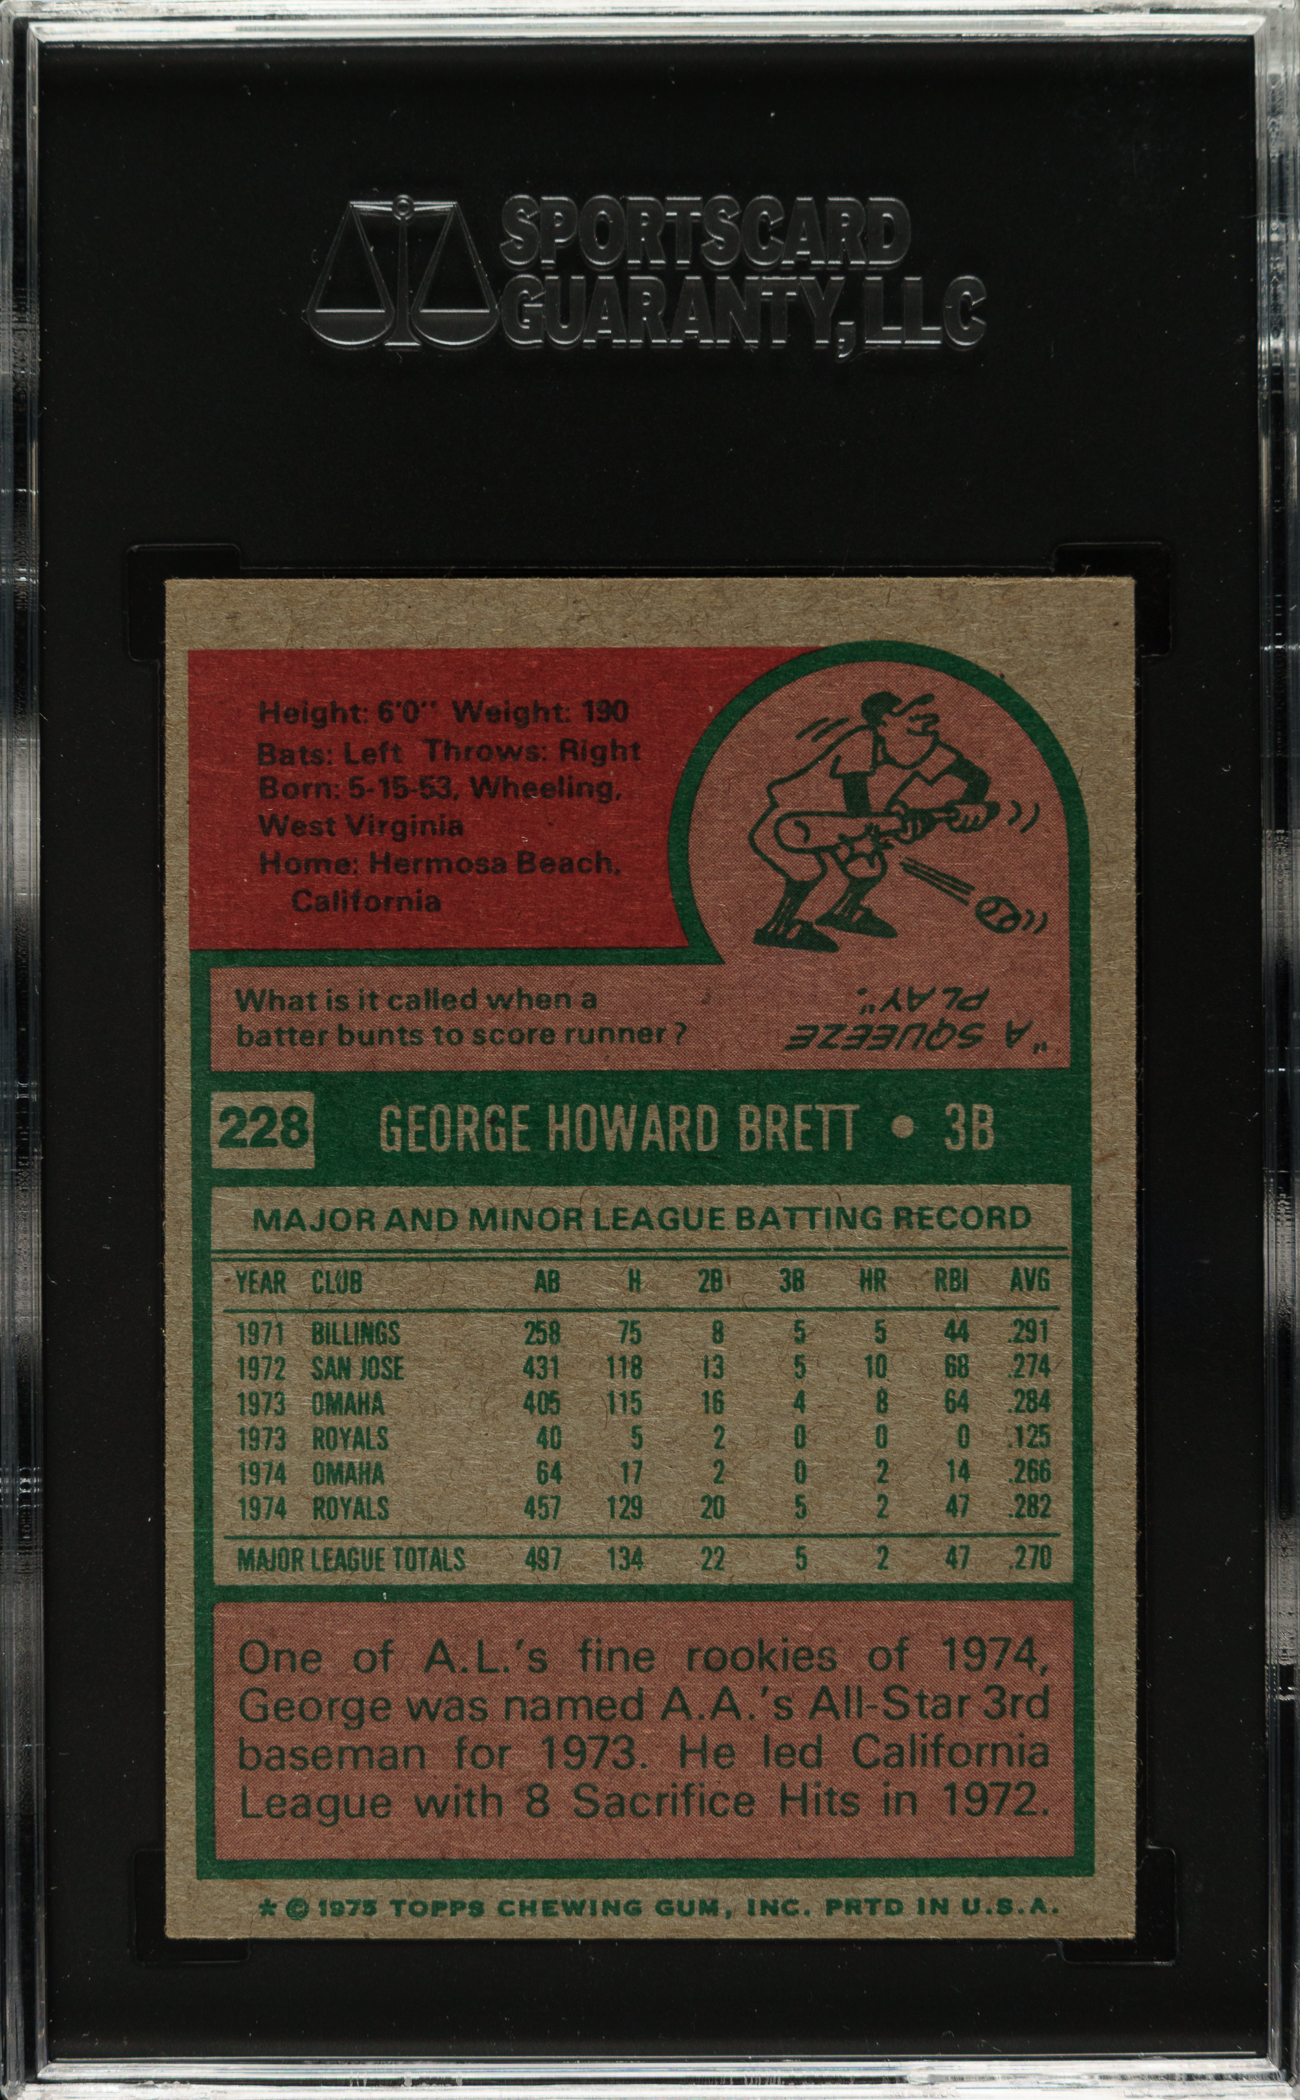 SPORTSCARD
GUARANTY, LLC
Height: 6'0" Weight: 190
Bats: Left Throws: Right
Born: 5-15-53, Wheeling,
West Virginia
Home: Hermosa Beach,
California
What is it called when a
batter bunts to score runner?
"A SQUEEZE
PLAY".
228 GEORGE HOWARD BRETT • 3B
MAJOR AND MINOR LEAGUE BATTING RECORD
YEAR CLUB AB H 2B 3B HR RBI AVG
1971 BILLINGS 258 75 8 5 5 44 .291
1972 SAN JOSE 431 118 13 5 10 68 .274
1973 OMAHA 405 115 16 4 8 64 .284
1973 ROYALS 40 5 2 0 0 0 .125
1974 OMAHA 64 17 2 0 2 14 .266
1974 ROYALS 457 129 20 5 2 47 .282
MAJOR LEAGUE TOTALS 497 134 22 5 2 47 .270
One of A.L.'s fine rookies of 1974,
George was named A.A.'s All-Star 3rd
baseman for 1973. He led California
League with 8 Sacrifice Hits in 1972.
* © 1975 TOPPS CHEWING GUM, INC. PRTD IN U.S.A.